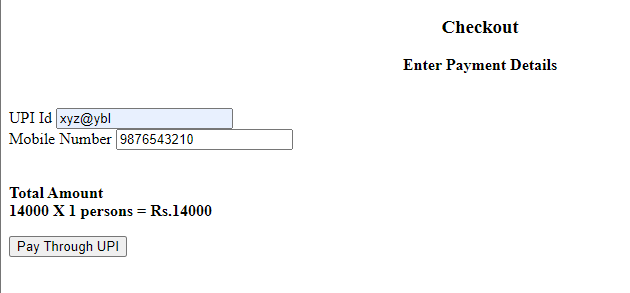 Checkout
Enter Payment Details
UPI Id xyz@ybl
Mobile Number 9876543210
Total Amount
14000 X 1 persons = Rs.14000
Pay Through UPI